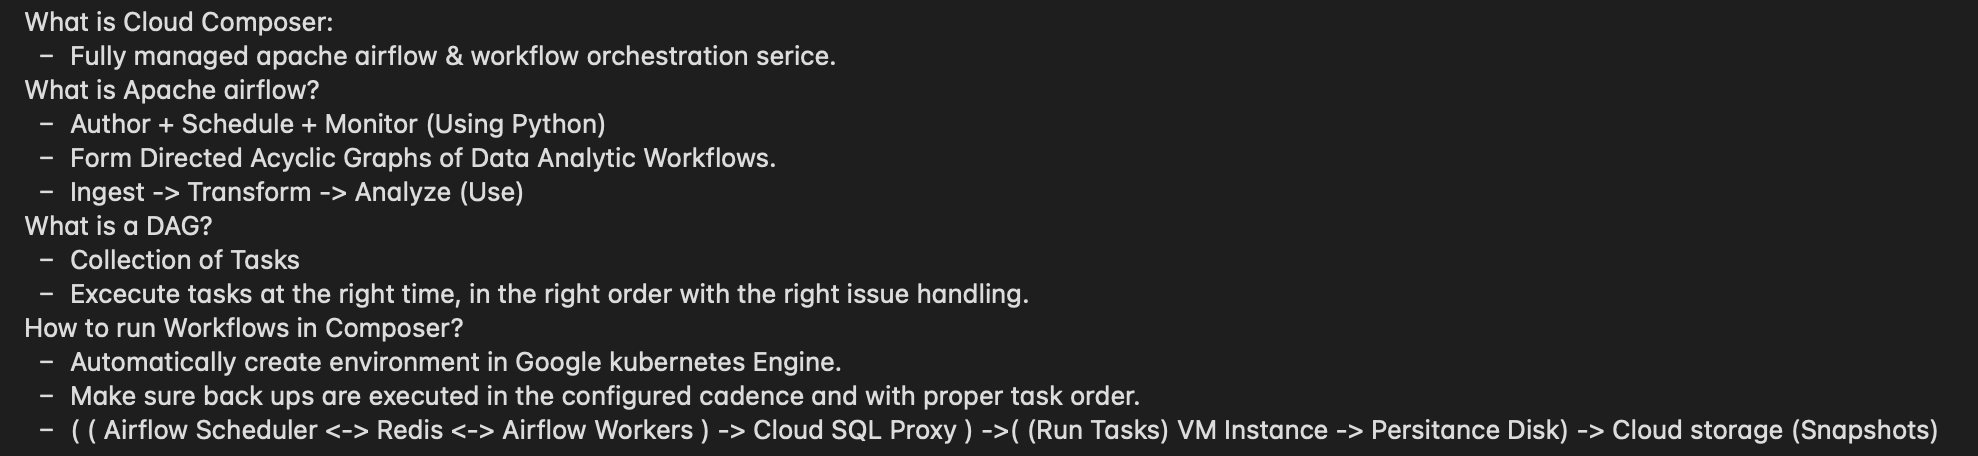 What is Cloud Composer:
– Fully managed apache airflow & workflow orchestration serice.
What is Apache airflow?
– Author + Schedule + Monitor (Using Python)
– Form Directed Acyclic Graphs of Data Analytic Workflows.
– Ingest -> Transform -> Analyze (Use)
What is a DAG?
– Collection of Tasks
– Excecute tasks at the right time, in the right order with the right issue handling.
How to run Workflows in Composer?
– Automatically create environment in Google kubernetes Engine.
– Make sure back ups are executed in the configured cadence and with proper task order.
– ( ( Airflow Scheduler <-> Redis <-> Airflow Workers ) -> Cloud SQL Proxy ) ->( (Run Tasks) VM Instance -> Persitance Disk) -> Cloud storage (Snapshots)